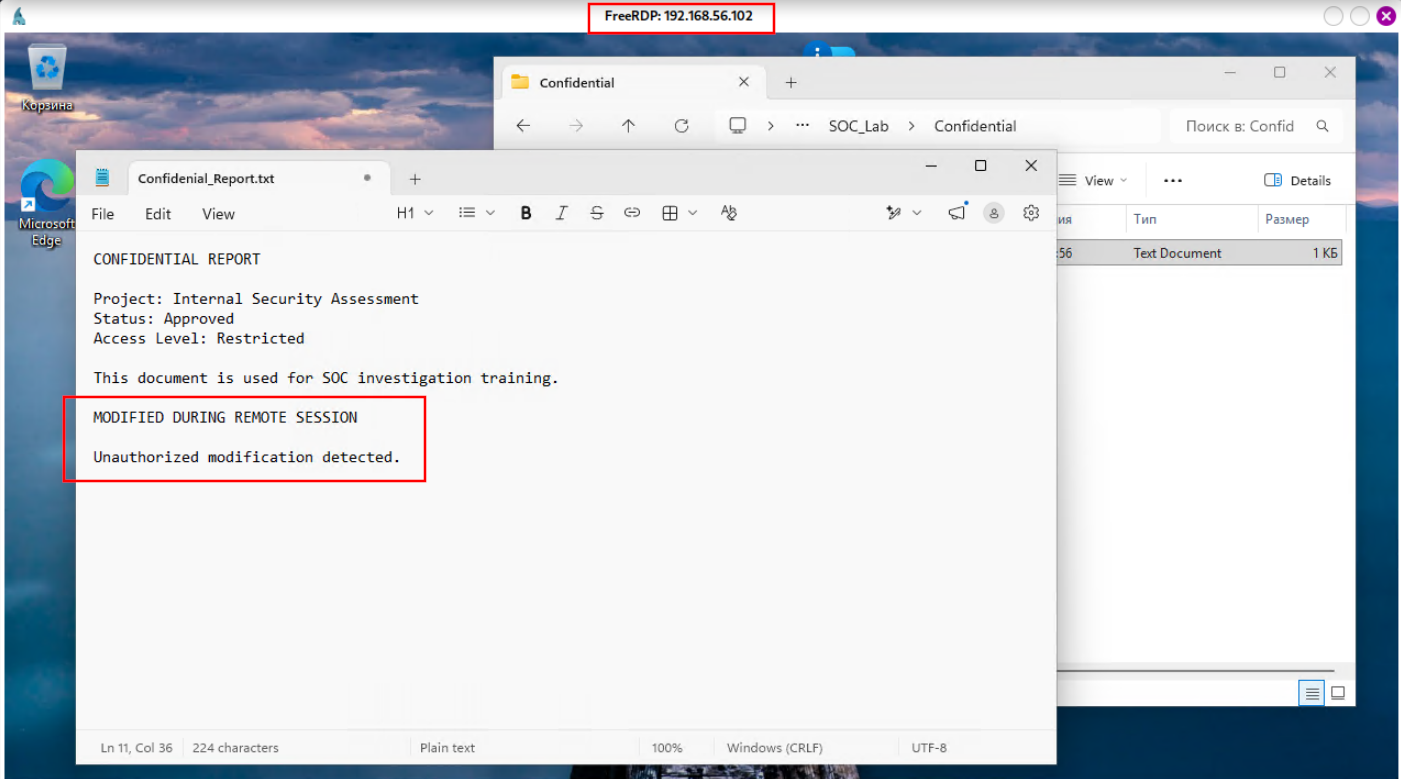 FreeRDP: 192.168.56.102
Корзина
Microsoft
Edge
Confidential
SOC_Lab > Confidential
Поиск в: Confid
View
Details
ия
Тип
Размер
:56
Text Document
1 КБ
Confidenial_Report.txt
File Edit View
H1
B I S
CONFIDENTIAL REPORT
Project: Internal Security Assessment
Status: Approved
Access Level: Restricted
This document is used for SOC investigation training.
MODIFIED DURING REMOTE SESSION
Unauthorized modification detected.
Ln 11, Col 36
224 characters
Plain text
100%
Windows (CRLF)
UTF-8